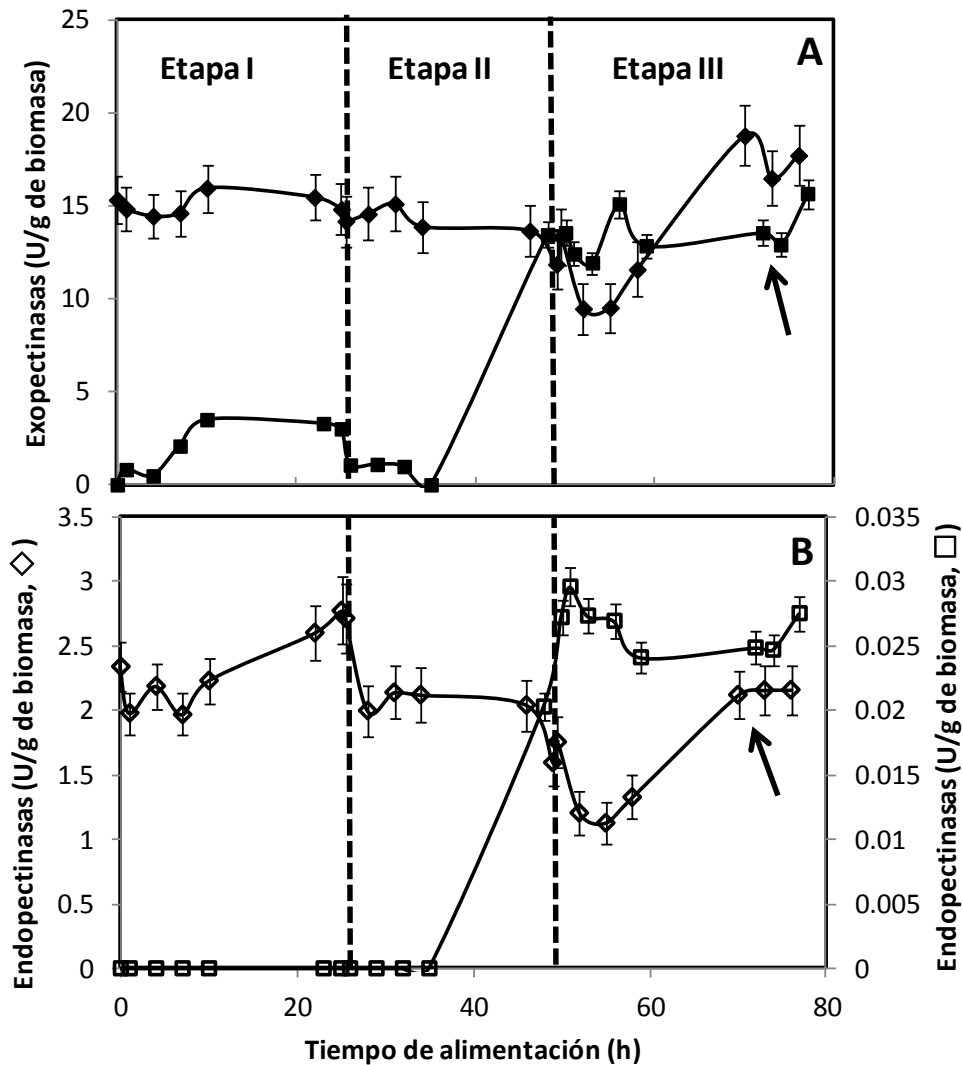 25
20
15
10
5
0
Exopectinasas (U/g de biomasa)
Etapa I
Etapa II
Etapa III
A
3.5
3
2.5
2
1.5
1
0.5
0
Endopectinasas (U/g de biomasa, ◇)
B
0.035
0.03
0.025
0.02
0.015
0.01
0.005
0
Endopectinasas (U/g de biomasa, □)
0 20 40 60 80
Tiempo de alimentación (h)